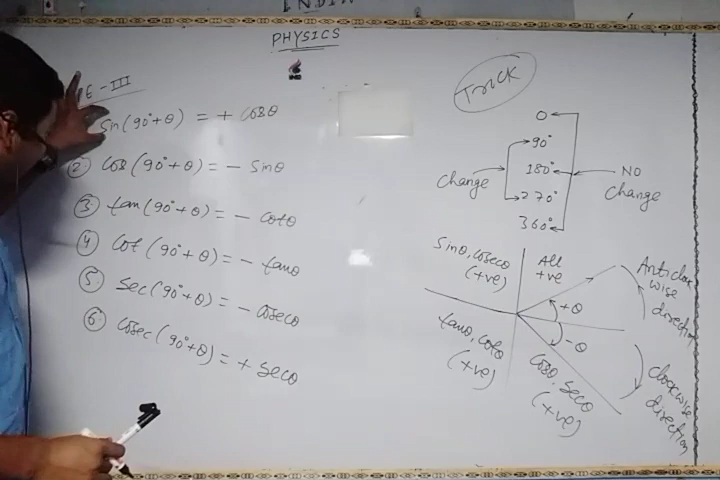 INDIA
PHYSICS
E-III
sin(90°+θ) = + cosθ
② cos(90°+θ) = - sinθ
③ tan(90°+θ) = - cotθ
④ cot(90°+θ) = - tanθ
⑤ sec(90°+θ) = - cosecθ
⑥ cosec(90°+θ) = + secθ
Trick
0
90°
180°
270°
360°
Change
NO
Change
sinθ, cosecθ
(+ve)
All
+ve
tanθ, cotθ
(+ve)
cosθ, secθ
(+ve)
+θ
-θ
Anticlock
wise
direction
clockwise
direction